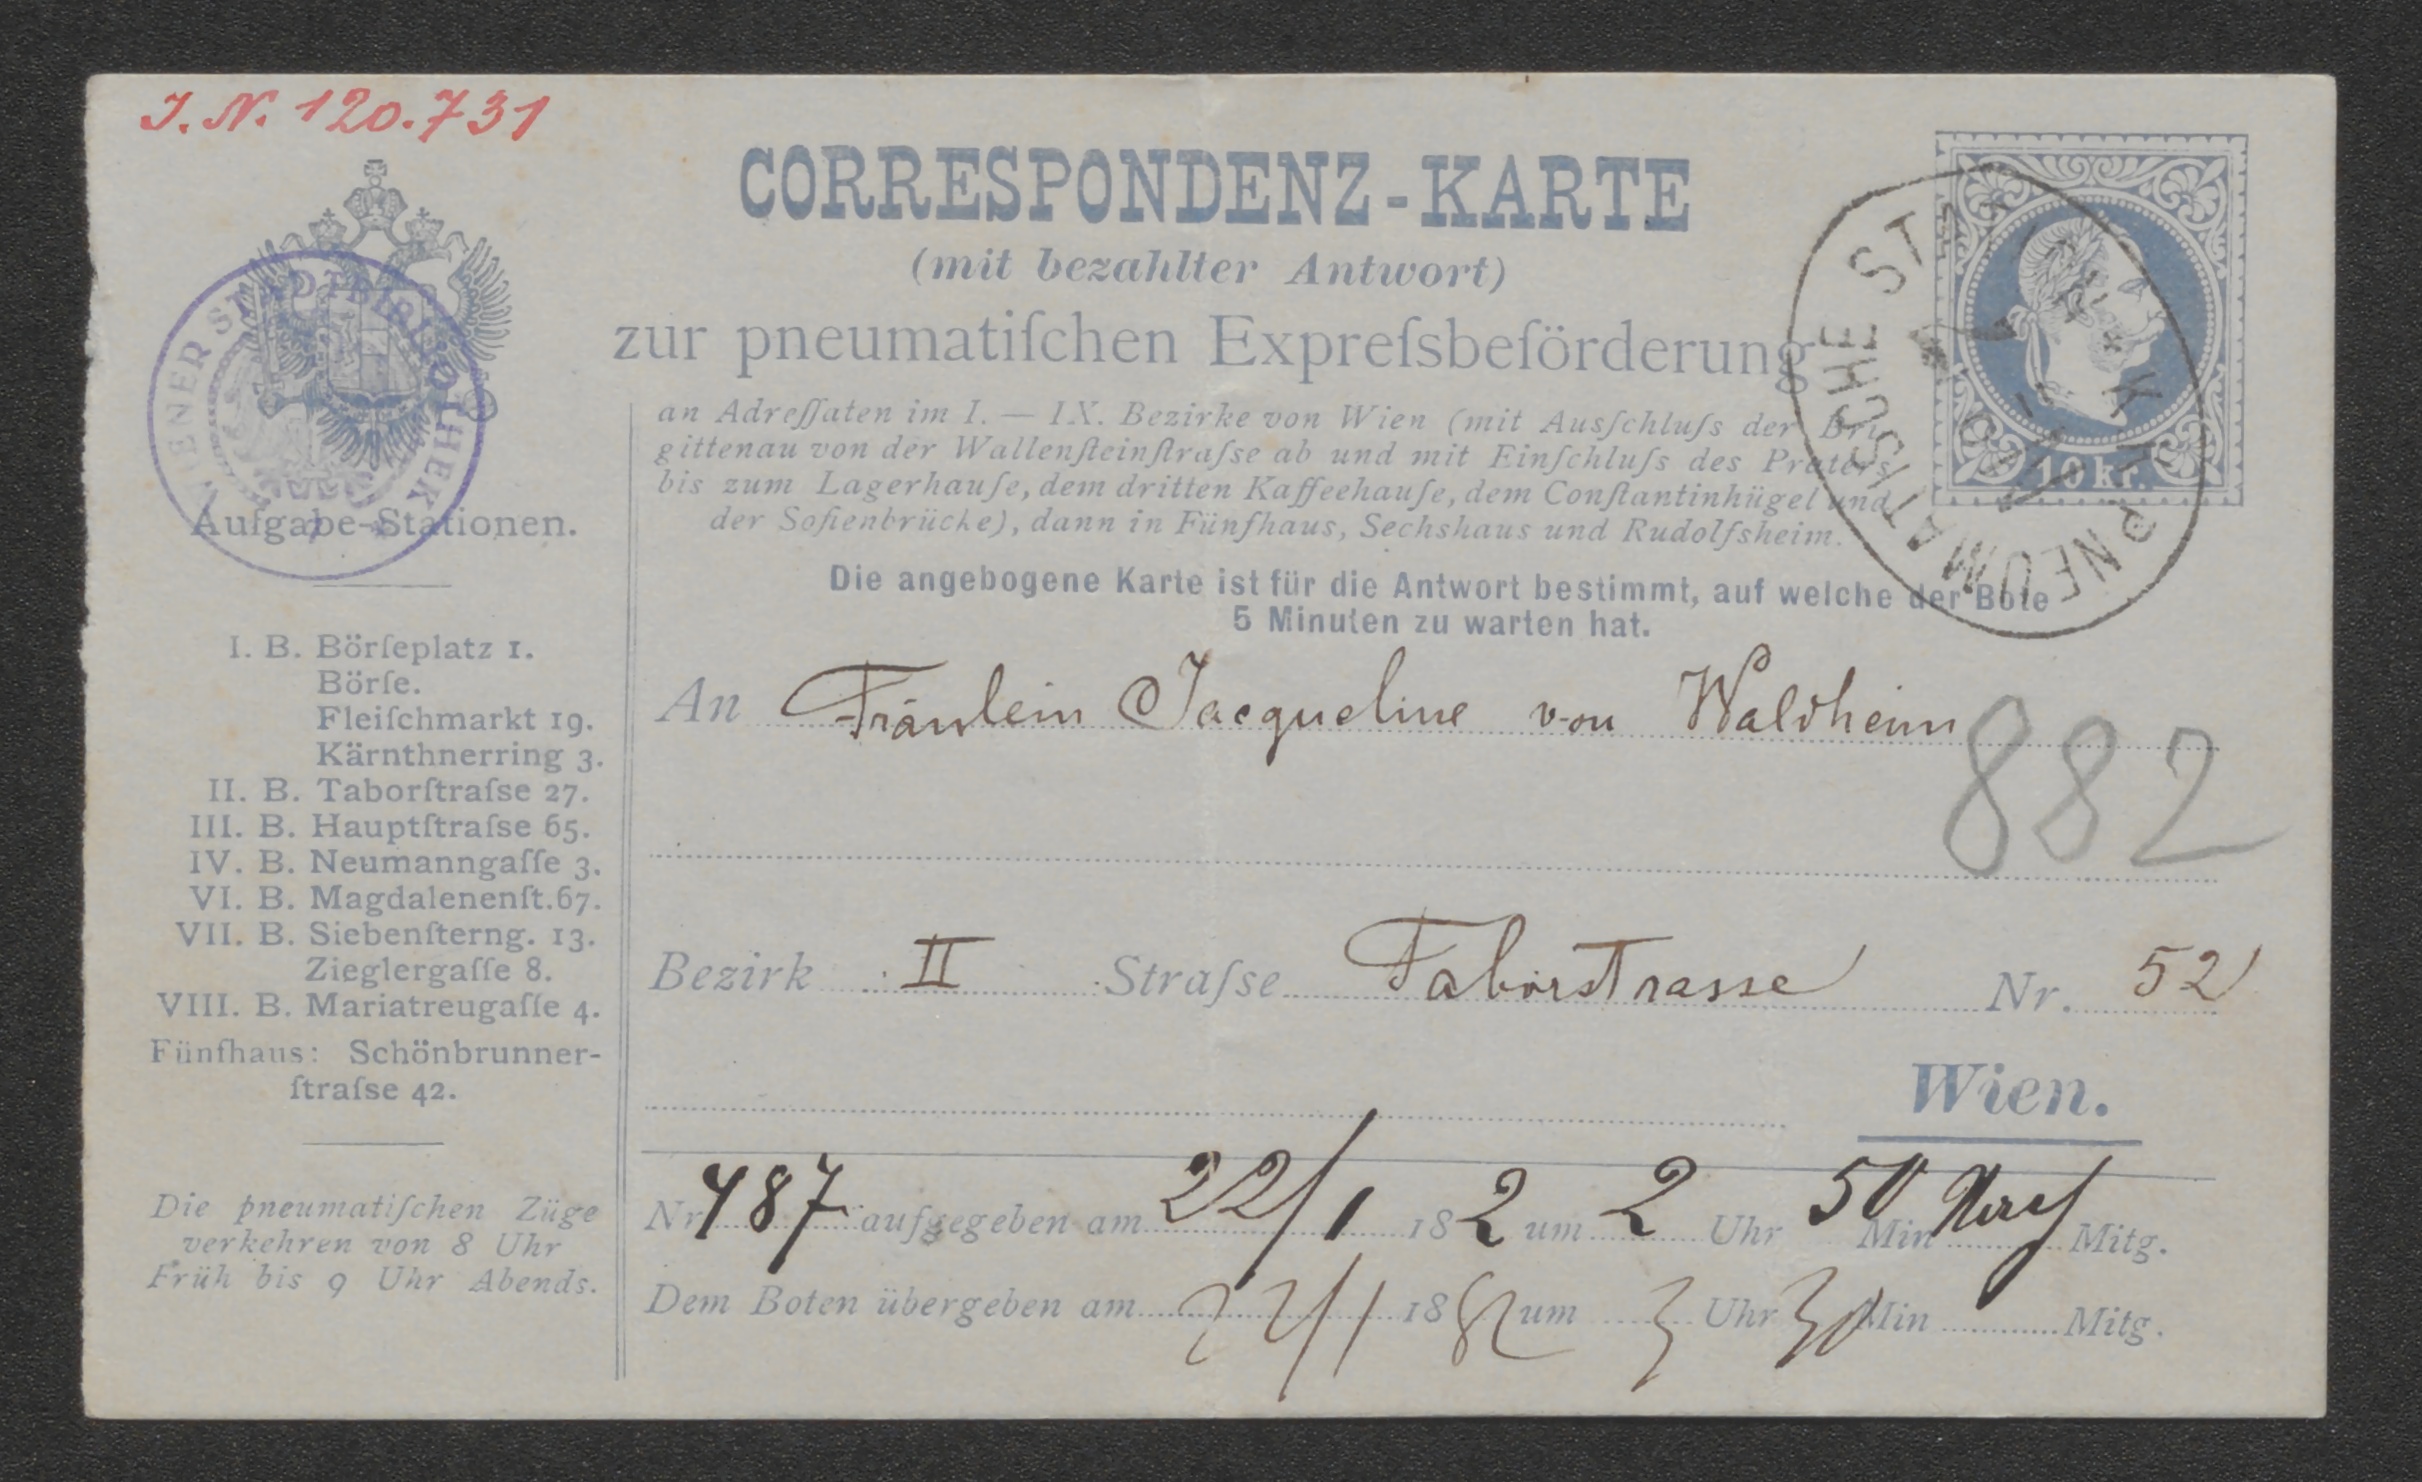 J. N. 120.731
WIENER STADTBIBLIOTHEK
Aufgabe-Stationen.
I. B. Börſeplatz 1.
Börſe.
Fleiſchmarkt 19.
Kärnthnerring 3.
II. B. Taborſtraſse 27.
III. B. Hauptſtraſse 65.
IV. B. Neumanngaſſe 3.
VI. B. Magdalenenſt. 67.
VII. B. Siebenſterng. 13.
Zieglergaſſe 8.
VIII. B. Mariatreugaſſe 4.
Fünfhaus: Schönbrunner-
ſtraſse 42.
Die pneumatiſchen Züge
verkehren von 8 Uhr
Früh bis 9 Uhr Abends.
CORRESPONDENZ-KARTE
(mit bezahlter Antwort)
zur pneumatiſchen Expreſsbeförderung
an Adreſſaten im I. — IX. Bezirke von Wien (mit Ausſchluſs der Bri-
gittenau von der Wallenſteinſtraſse ab und mit Einſchluſs des Praters
bis zum Lagerhauſe, dem dritten Kaffeehauſe, dem Conſtantinhügel und
der Sofienbrücke), dann in Fünfhaus, Sechshaus und Rudolfsheim.
Die angebogene Karte ist für die Antwort bestimmt, auf welche der Bote
5 Minuten zu warten hat.
10 kr.
K. K. PNEUMATISCHE
An Fräulein Jacqueline von Waldheim
882
Bezirk II Straſse Taborstrasse Nr. 52
Wien.
Nr 787 aufgegeben am 22/1 182 um 2 Uhr 50 Min Nach Mitg.
Dem Boten übergeben am 22/1 1882 um 3 Uhr 30 Min Mitg.